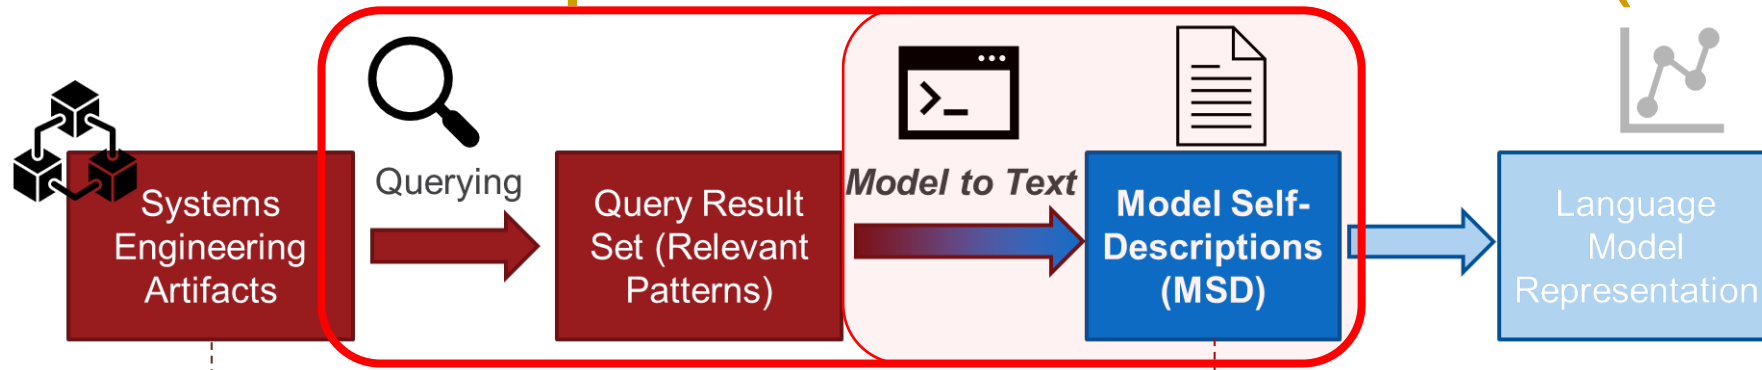 Systems
Engineering
Artifacts
Querying
Query Result
Set (Relevant
Patterns)
Model to Text
Model Self-
Descriptions
(MSD)
Language
Model
Representation